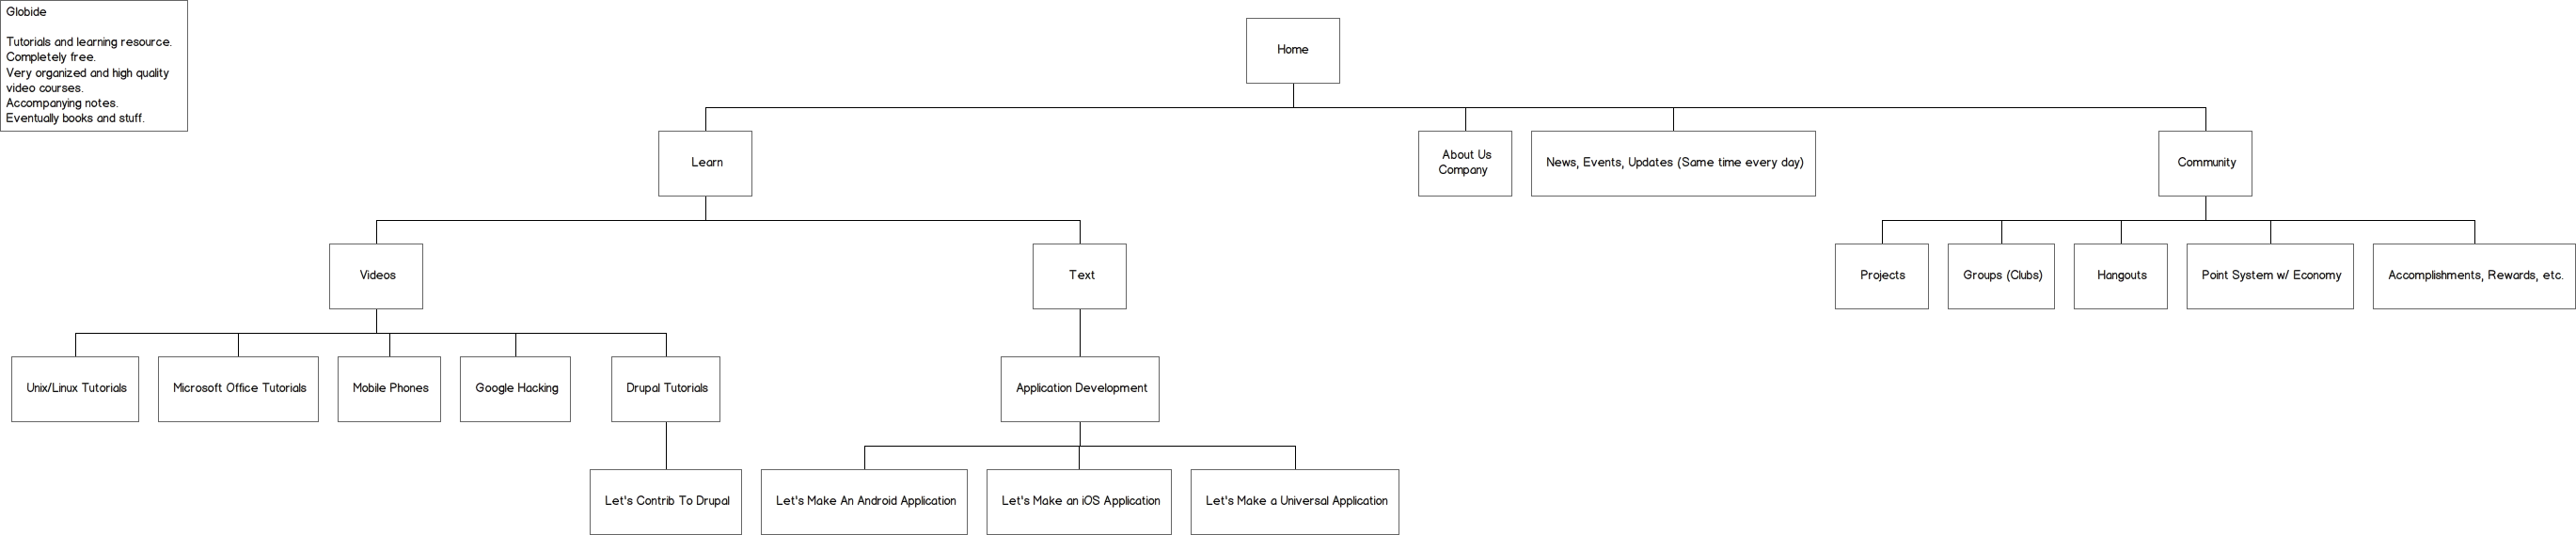 Globide
Tutorials and learning resource.
Completely free.
Very organized and high quality
video courses.
Accompanying notes.
Eventually books and stuff.
Home
Learn
About Us
Company
News, Events, Updates (Same time every day)
Community
Videos
Text
Projects
Groups (Clubs)
Hangouts
Point System w/ Economy
Accomplishments, Rewards, etc.
Unix/Linux Tutorials
Microsoft Office Tutorials
Mobile Phones
Google Hacking
Drupal Tutorials
Application Development
Let's Contrib To Drupal
Let's Make An Android Application
Let's Make an iOS Application
Let's Make a Universal Application